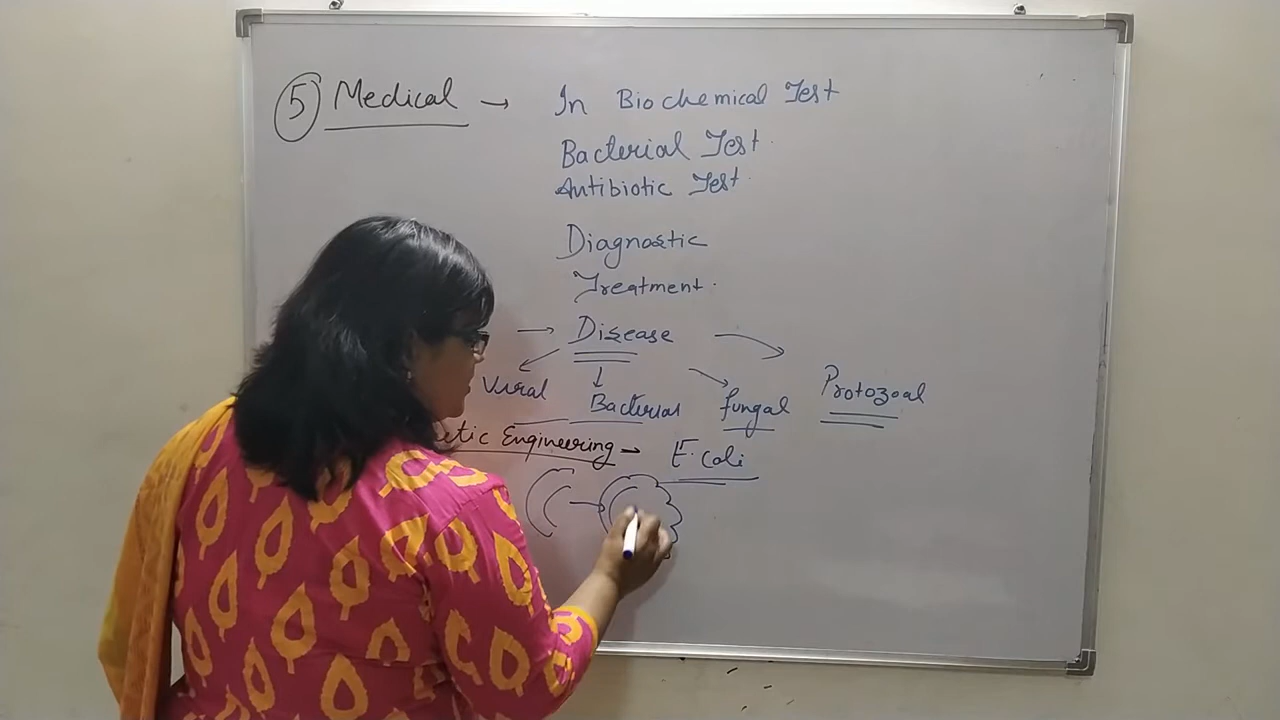 5 Medical → In Biochemical Test
Bacterial Test.
Antibiotic Test.
Diagnostic
Treatment.
→ Disease
Viral Bacterial fungal Protozoal
Engineering → E.coli